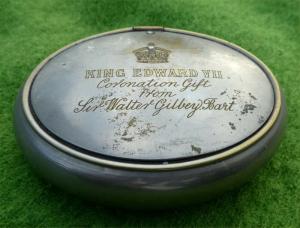 KING EDWARD VII
Coronation Gift
From
Sir Walter Gilbey Bart